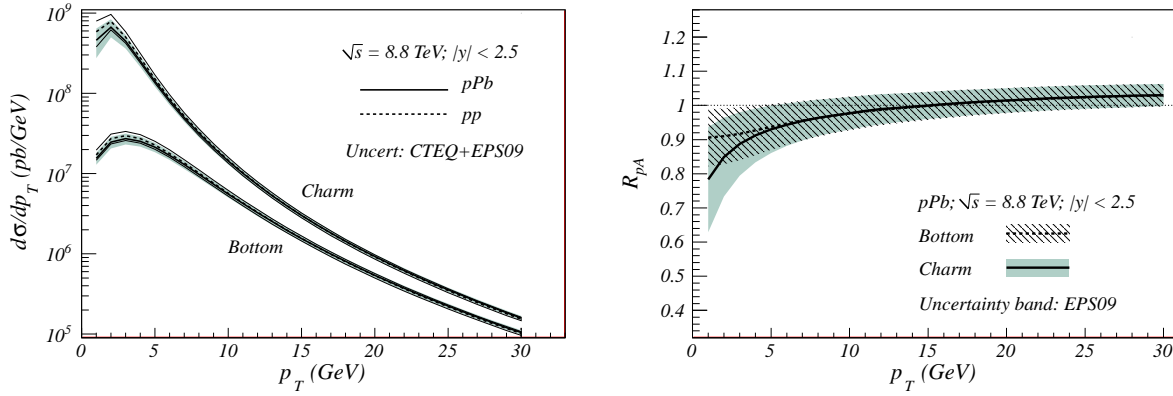 10^9
10^8
10^7
10^6
10^5
dσ/dp_T (pb/GeV)
√s = 8.8 TeV; |y| < 2.5
pPb
pp
Uncert: CTEQ+EPS09
Charm
Bottom
0 5 10 15 20 25 30
p_T (GeV)
1.2
1.1
1
0.9
0.8
0.7
0.6
0.5
0.4
R_pA
pPb; √s = 8.8 TeV; |y| < 2.5
Bottom
Charm
Uncertainty band: EPS09
0 5 10 15 20 25 30
p_T (GeV)